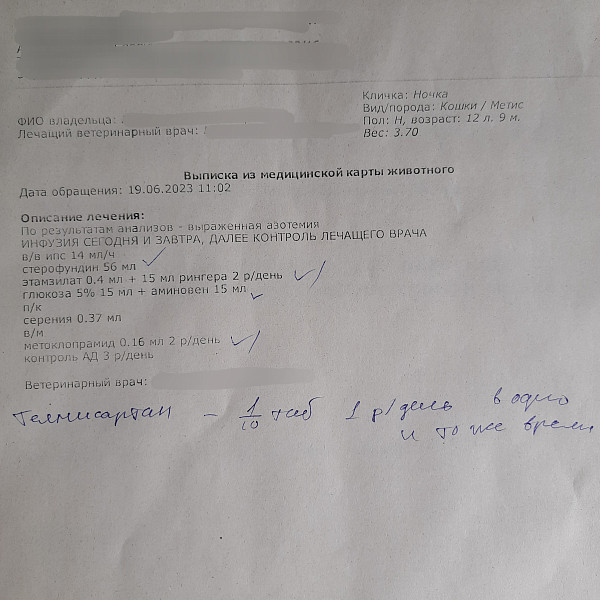 ФИО владельца:
Лечащий ветеринарный врач:
Кличка: Ночка
Вид/порода: Кошки / Метис
Пол: Н, возраст: 12 л. 9 м.
Вес: 3.70
Выписка из медицинской карты животного
Дата обращения: 19.06.2023 11:02
Описание лечения:
По результатам анализов - выраженная азотемия
ИНФУЗИЯ СЕГОДНЯ И ЗАВТРА, ДАЛЕЕ КОНТРОЛЬ ЛЕЧАЩЕГО ВРАЧА
в/в ипс 14 мл/ч
стерофундин 56 мл
этамзилат 0.4 мл + 15 мл рингера 2 р/день
глюкоза 5% 15 мл + аминовен 15 мл
п/к
серения 0.37 мл
в/м
метоклопрамид 0.16 мл 2 р/день
контроль АД 3 р/день
Ветеринарный врач:
Телмисартан - 1/10 таб 1 р/день в одно
и то же время